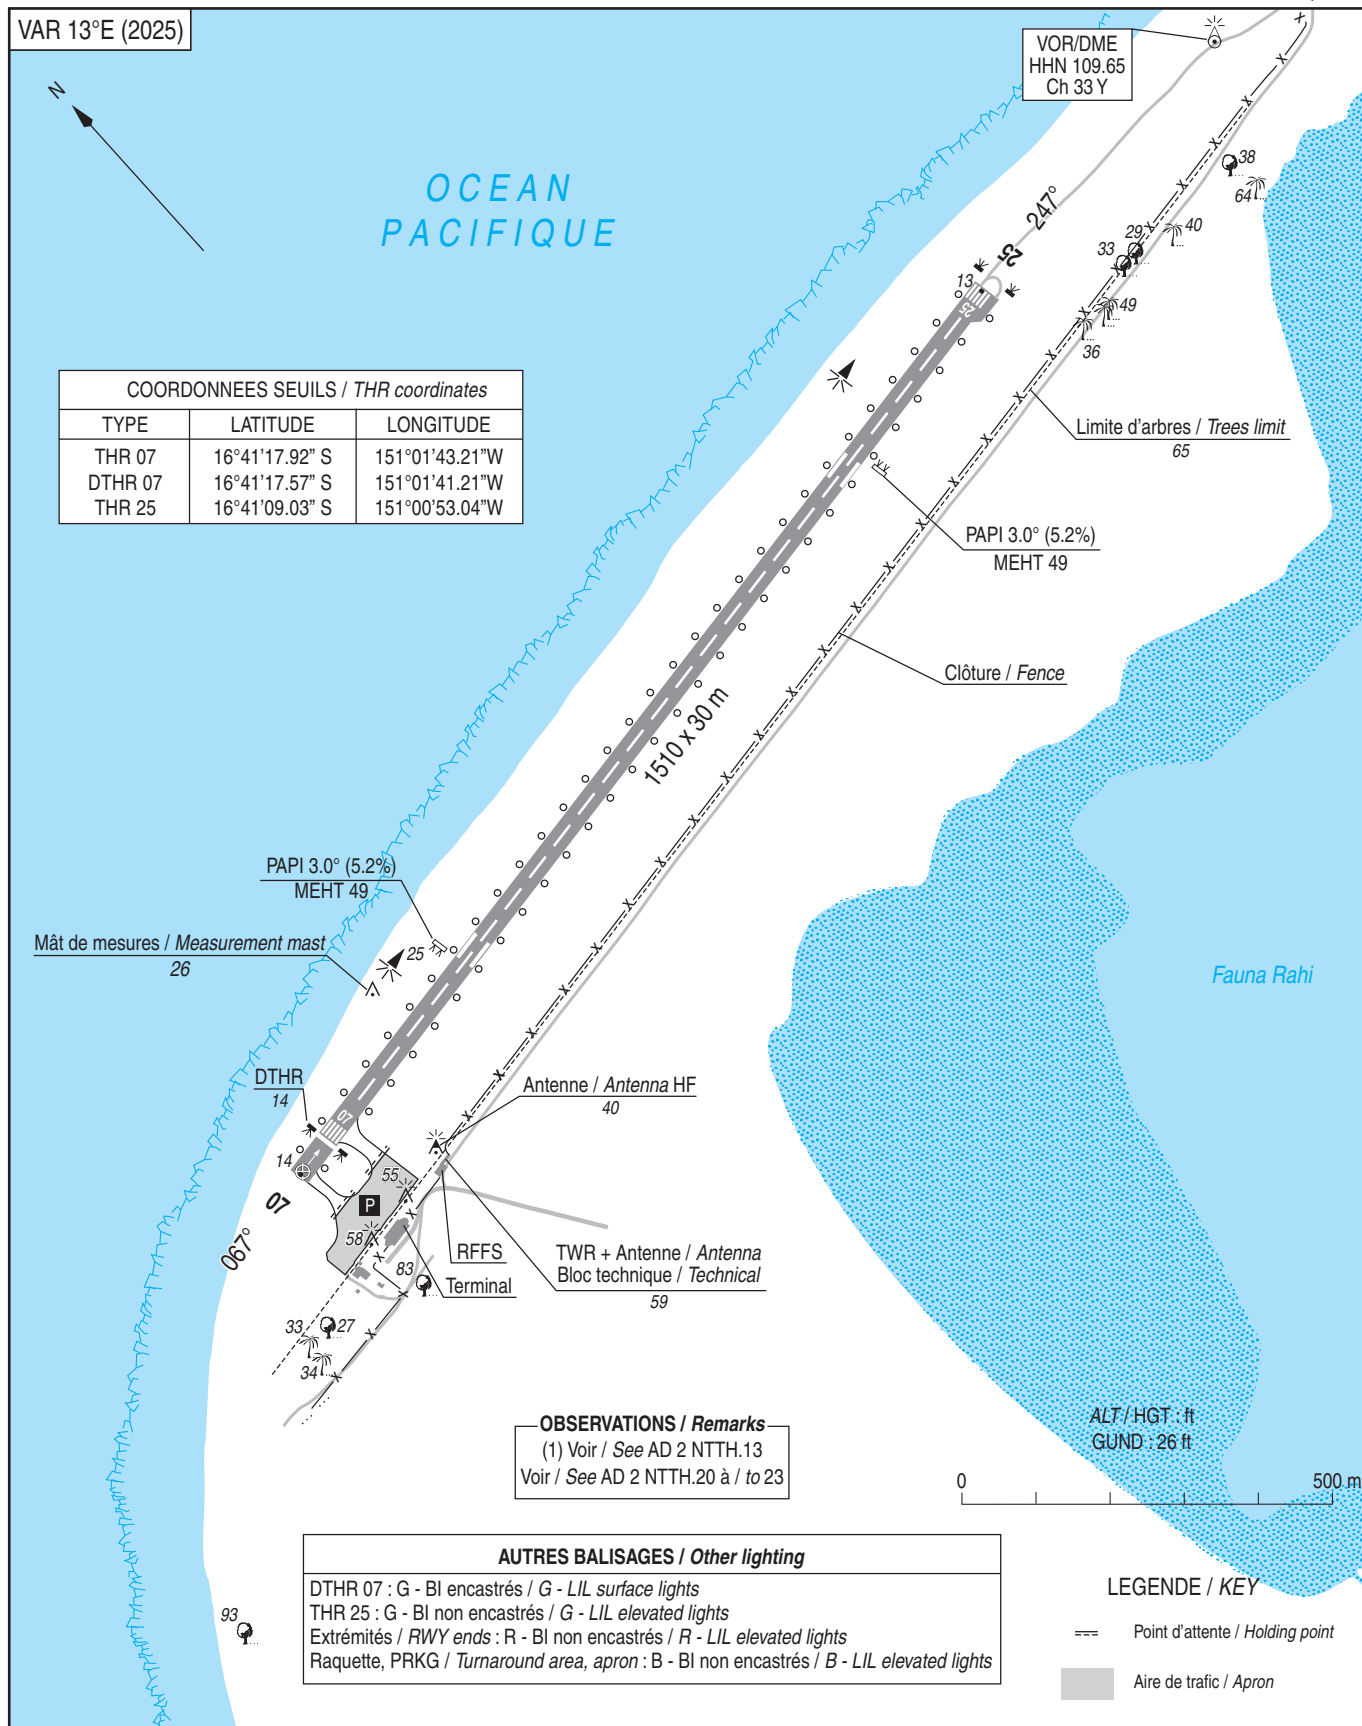 VAR 13°E (2025)
N
VOR/DME
HHN 109.65
Ch 33 Y
OCEAN
PACIFIQUE
38
64
40
29
33
49
36
247°
25
13
25
COORDONNEES SEUILS / THR coordinates
TYPE LATITUDE LONGITUDE
THR 07 16°41’17.92” S 151°01’43.21”W
DTHR 07 16°41’17.57” S 151°01’41.21”W
THR 25 16°41’09.03” S 151°00’53.04”W
Limite d’arbres / Trees limit
65
PAPI 3.0° (5.2%)
MEHT 49
Clôture / Fence
1510 x 30 m
PAPI 3.0° (5.2%)
MEHT 49
Mât de mesures / Measurement mast
26
25
Fauna Rahi
DTHR
14
07
14
07
067°
Antenne / Antenna HF
40
55
P
58
RFFS
TWR + Antenne / Antenna
Bloc technique / Technical
59
Terminal
83
33
27
34
OBSERVATIONS / Remarks
(1) Voir / See AD 2 NTTH.13
Voir / See AD 2 NTTH.20 à / to 23
ALT / HGT : ft
GUND : 26 ft
0 500 m
AUTRES BALISAGES / Other lighting
DTHR 07 : G - BI encastrés / G - LIL surface lights
THR 25 : G - BI non encastrés / G - LIL elevated lights
Extrémités / RWY ends : R - BI non encastrés / R - LIL elevated lights
Raquette, PRKG / Turnaround area, apron : B - BI non encastrés / B - LIL elevated lights
93
LEGENDE / KEY
Point d’attente / Holding point
Aire de trafic / Apron